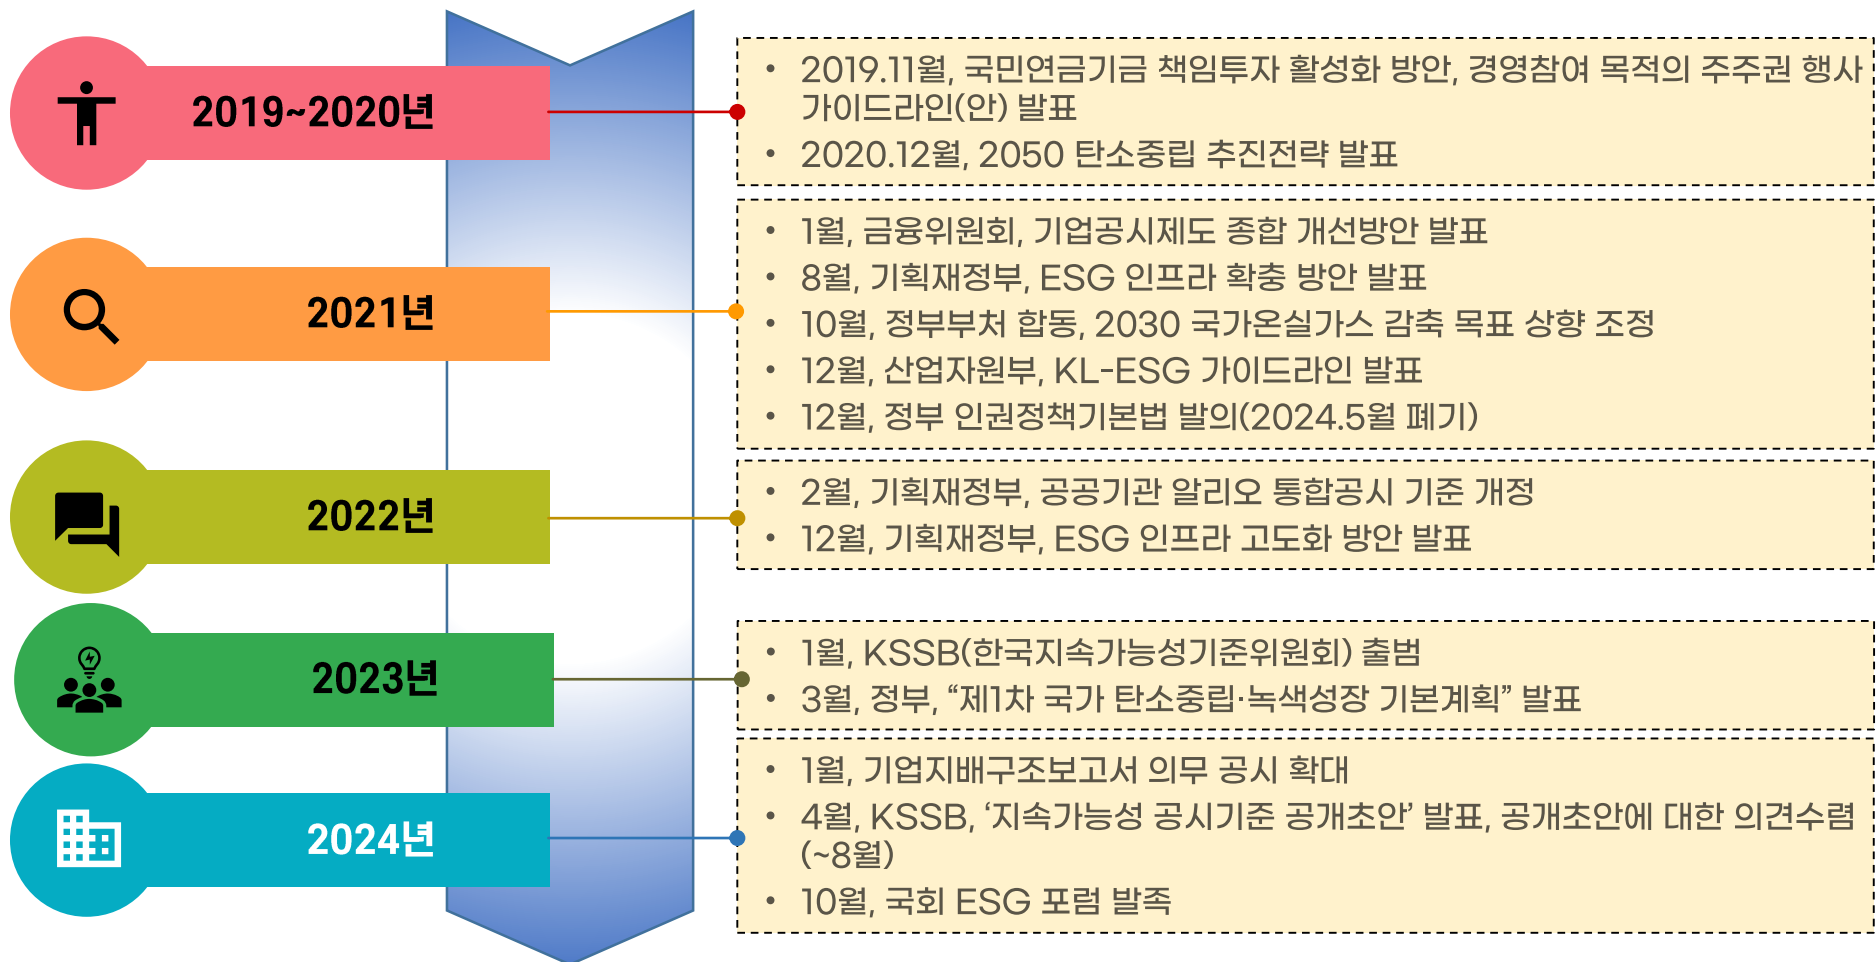 2019~2020년
• 2019.11월, 국민연금기금 책임투자 활성화 방안, 경영참여 목적의 주주권 행사
가이드라인(안) 발표
• 2020.12월, 2050 탄소중립 추진전략 발표
2021년
• 1월, 금융위원회, 기업공시제도 종합 개선방안 발표
• 8월, 기획재정부, ESG 인프라 확충 방안 발표
• 10월, 정부부처 합동, 2030 국가온실가스 감축 목표 상향 조정
• 12월, 산업자원부, KL-ESG 가이드라인 발표
• 12월, 정부 인권정책기본법 발의(2024.5월 폐기)
2022년
• 2월, 기획재정부, 공공기관 알리오 통합공시 기준 개정
• 12월, 기획재정부, ESG 인프라 고도화 방안 발표
2023년
• 1월, KSSB(한국지속가능성기준위원회) 출범
• 3월, 정부, “제1차 국가 탄소중립·녹색성장 기본계획” 발표
2024년
• 1월, 기업지배구조보고서 의무 공시 확대
• 4월, KSSB, ‘지속가능성 공시기준 공개초안’ 발표, 공개초안에 대한 의견수렴
(~8월)
• 10월, 국회 ESG 포럼 발족